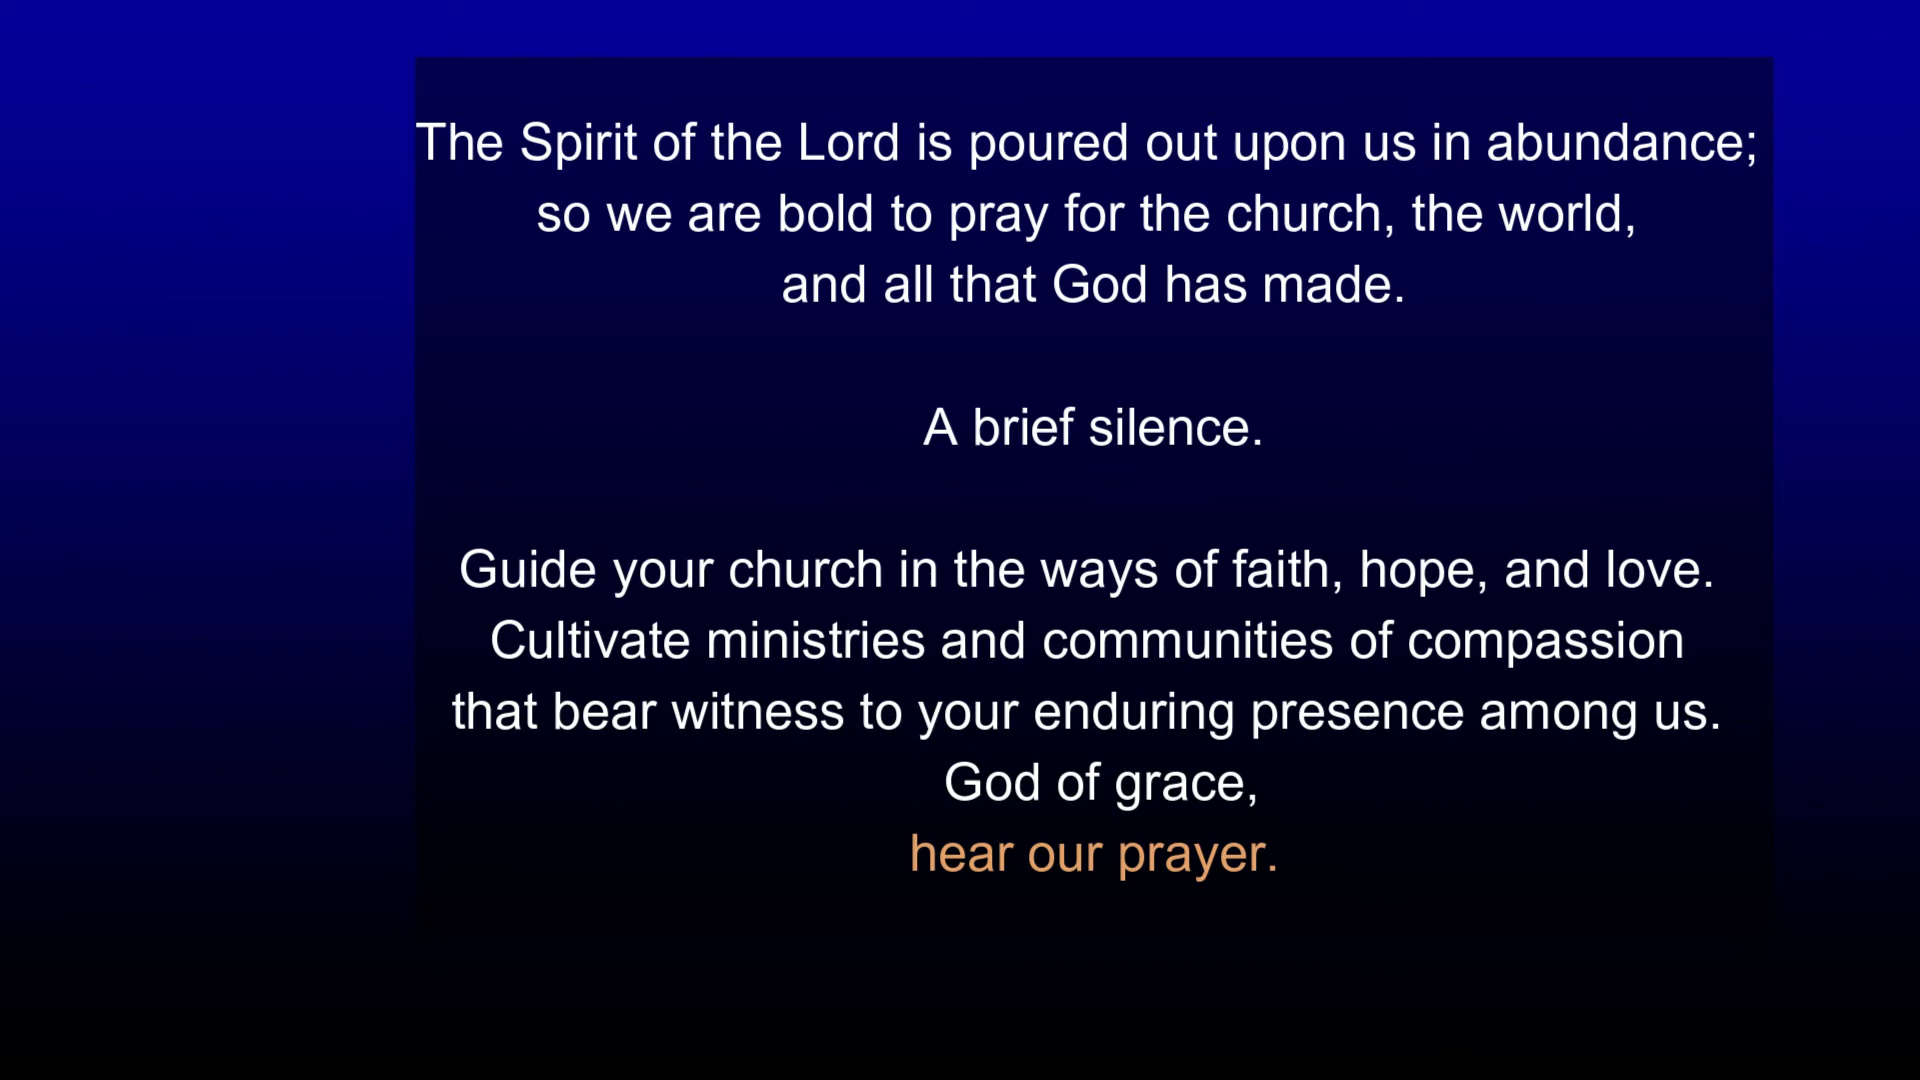 The Spirit of the Lord is poured out upon us in abundance;
so we are bold to pray for the church, the world,
and all that God has made.
A brief silence.
Guide your church in the ways of faith, hope, and love.
Cultivate ministries and communities of compassion
that bear witness to your enduring presence among us.
God of grace,
hear our prayer.